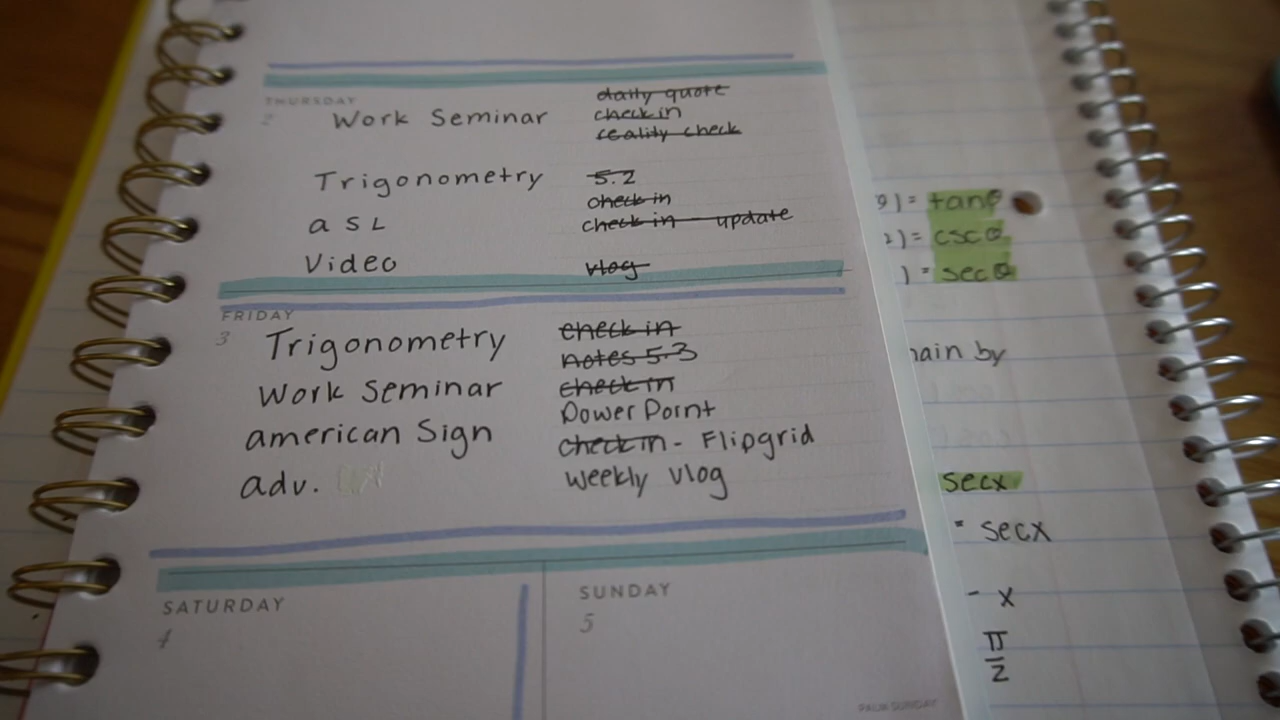 THURSDAY
2
Work Seminar
daily quote
check in
reality check
Trigonometry
5.2
check in
a S L
check in - update
Video
vlog
FRIDAY
3
Trigonometry
check in
notes 5.3
Work Seminar
check in
PowerPoint
american Sign
check in - Flipgrid
adv.
weekly vlog
SATURDAY
4
SUNDAY
5
PALM SUNDAY
) = tanθ
) = cscθ
) = secθ
by
secx
= secx
- x
π
2